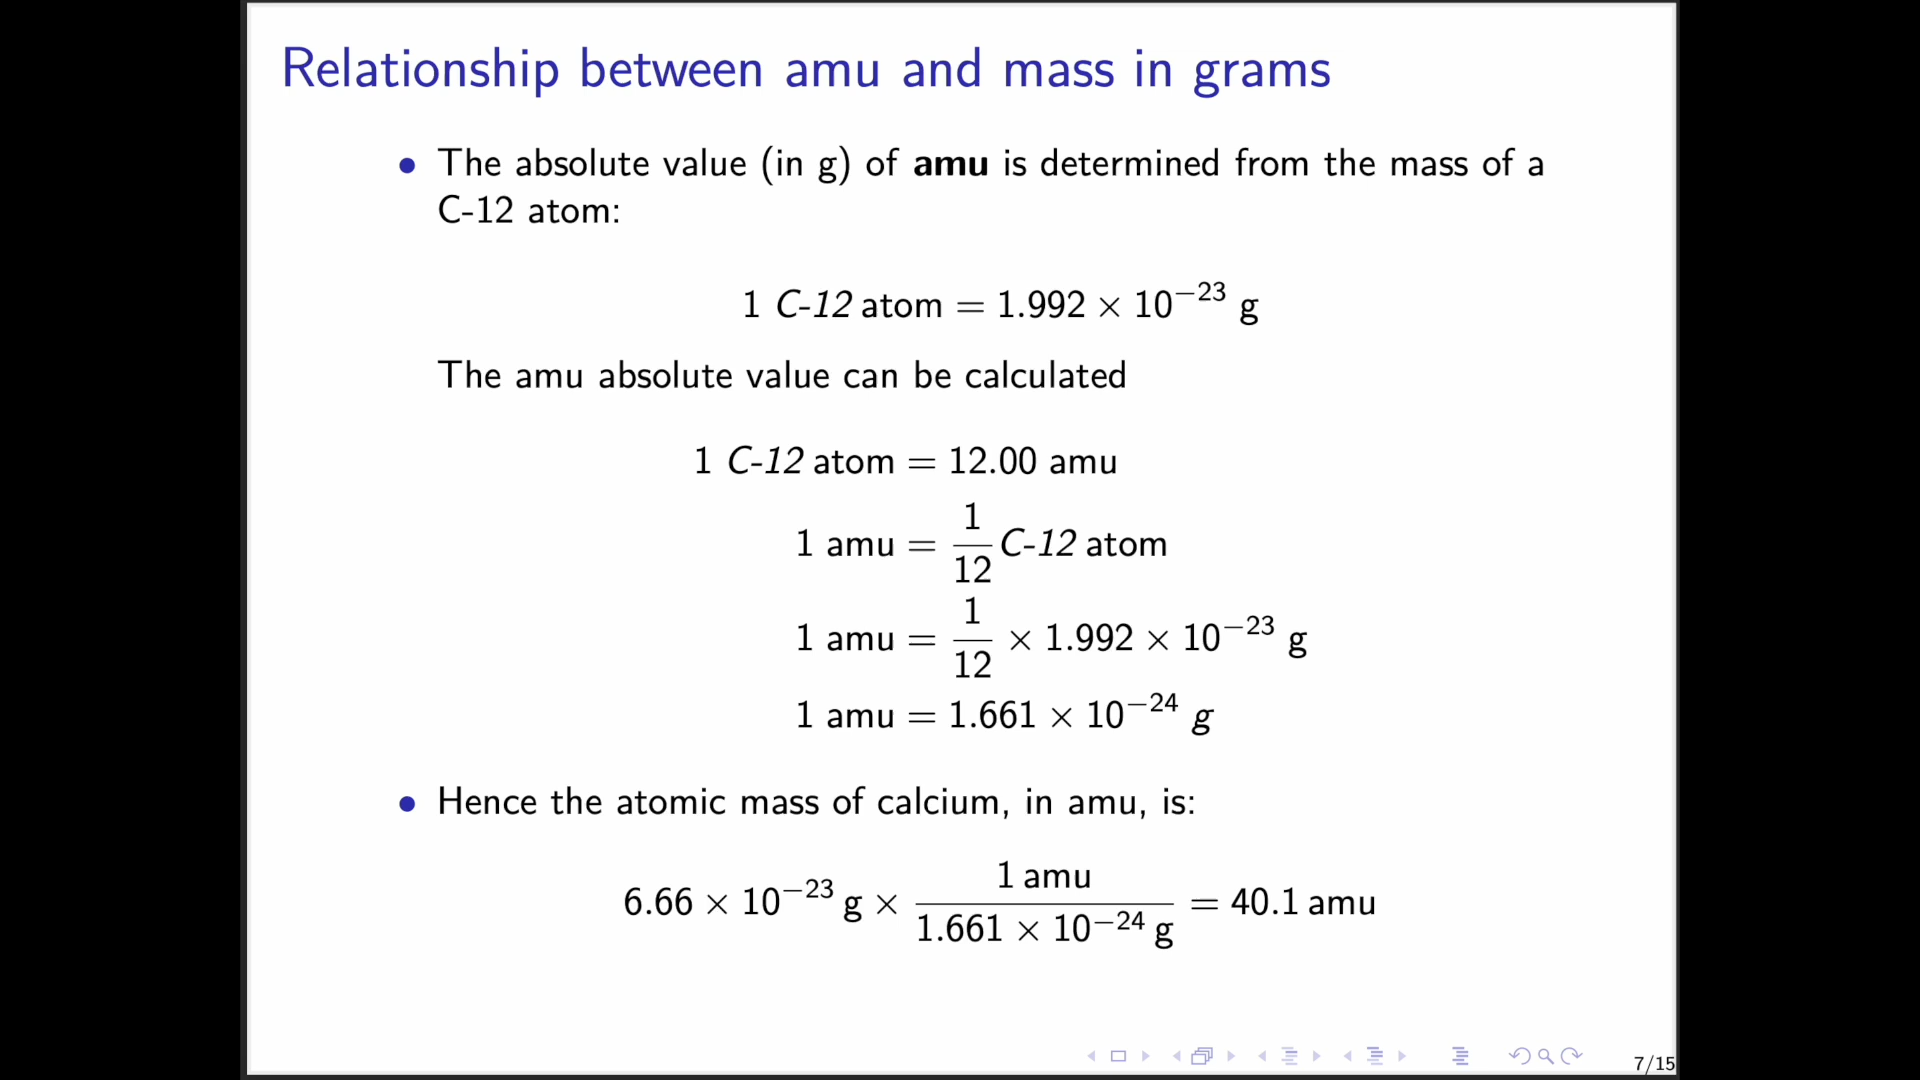 Relationship between amu and mass in grams
• The absolute value (in g) of amu is determined from the mass of a
C-12 atom:
1 C-12 atom = 1.992 × 10⁻²³ g
The amu absolute value can be calculated
1 C-12 atom = 12.00 amu
1 amu = 1/12 C-12 atom
1 amu = 1/12 × 1.992 × 10⁻²³ g
1 amu = 1.661 × 10⁻²⁴ g
• Hence the atomic mass of calcium, in amu, is:
6.66 × 10⁻²³ g × 1 amu / 1.661 × 10⁻²⁴ g = 40.1 amu
7/15